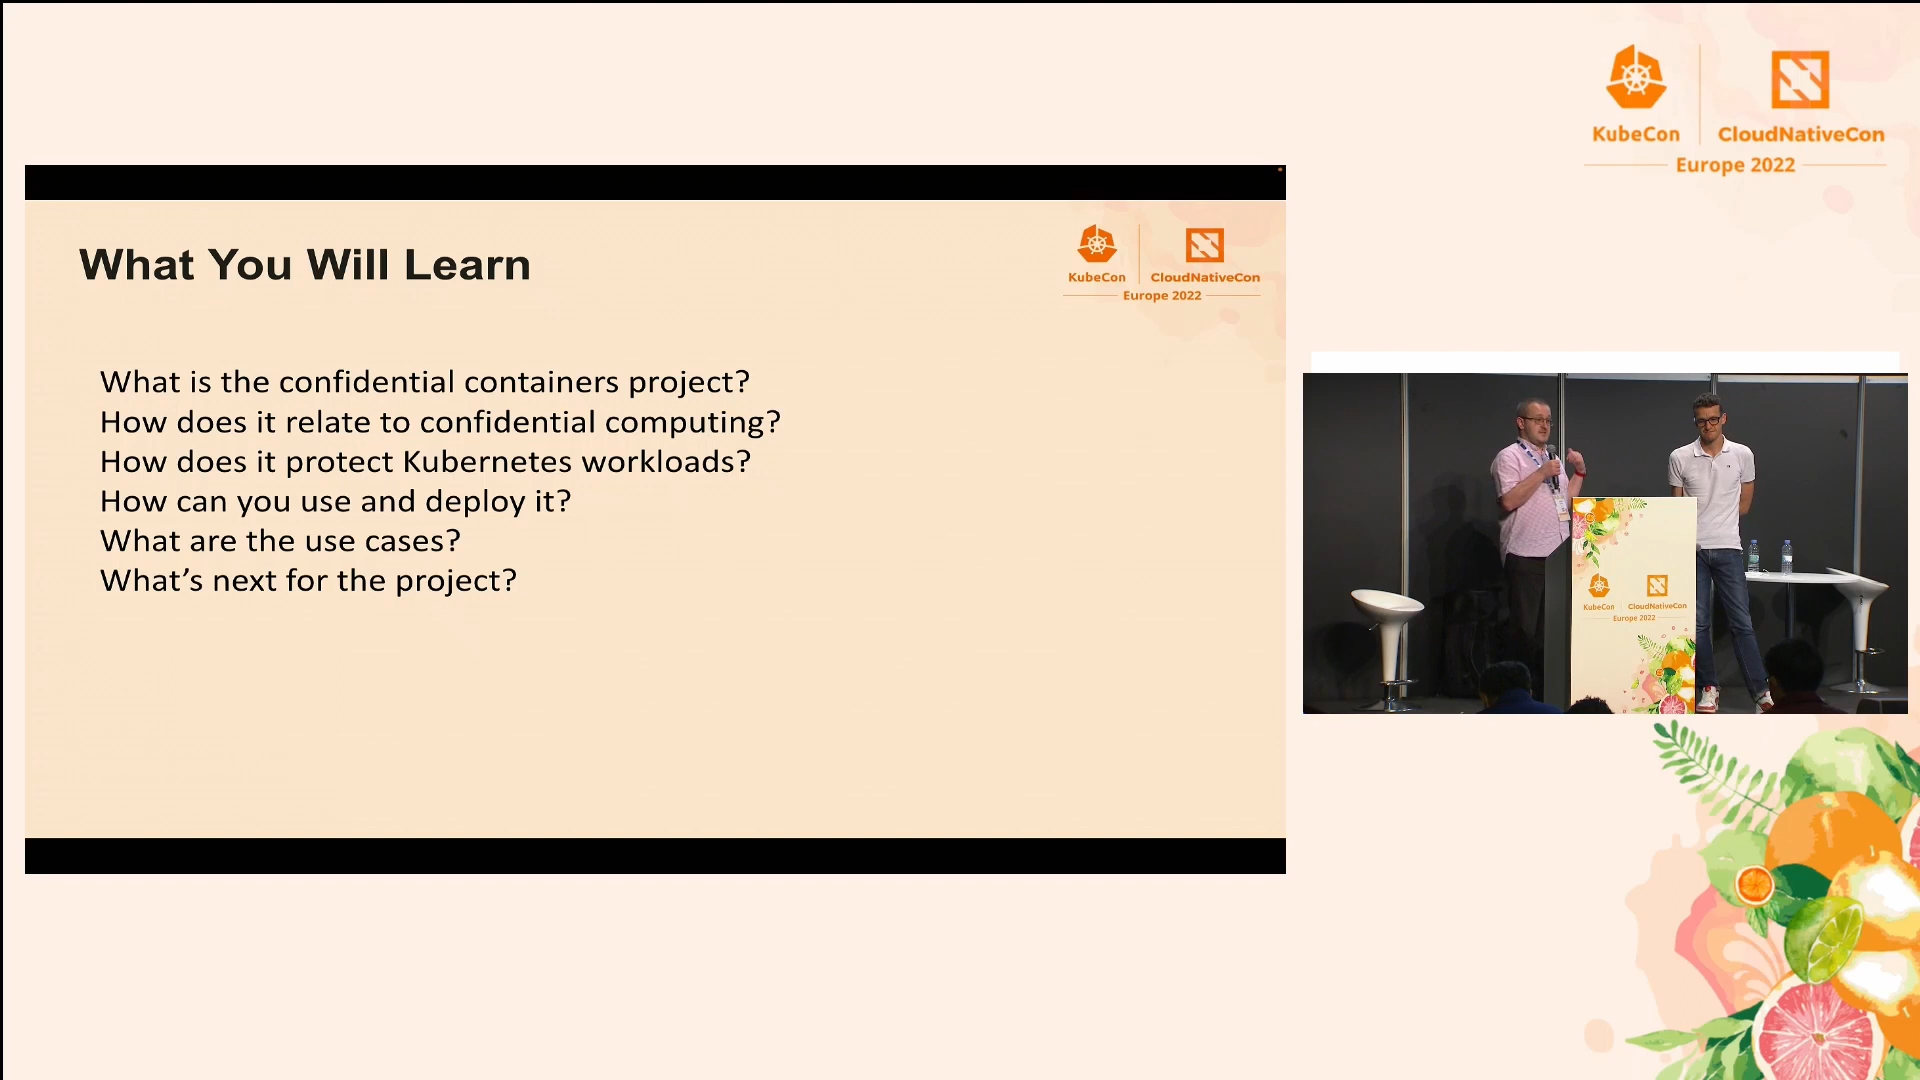 KubeCon
CloudNativeCon
Europe 2022
What You Will Learn
KubeCon
CloudNativeCon
Europe 2022
What is the confidential containers project?
How does it relate to confidential computing?
How does it protect Kubernetes workloads?
How can you use and deploy it?
What are the use cases?
What’s next for the project?
KubeCon
CloudNativeCon
Europe 2022